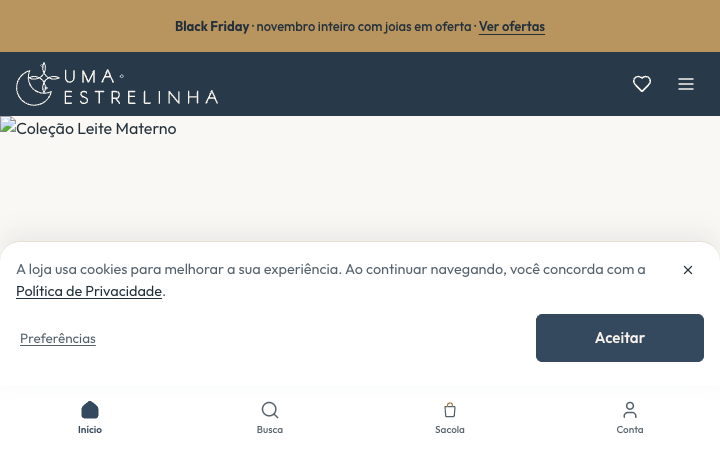 Black Friday · novembro inteiro com joias em oferta · Ver ofertas
UMA
ESTRELINHA
Coleção Leite Materno
A loja usa cookies para melhorar a sua experiência. Ao continuar navegando, você concorda com a
Política de Privacidade.
Preferências
Aceitar
Início
Busca
Sacola
Conta